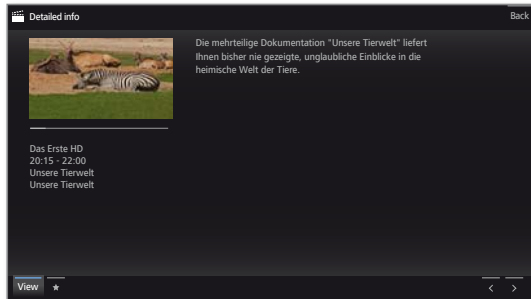 Detailed info
Back
Die mehrteilige Dokumentation "Unsere Tierwelt" liefert
Ihnen bisher nie gezeigte, unglaubliche Einblicke in die
heimische Welt der Tiere.
Das Erste HD
20:15 - 22:00
Unsere Tierwelt
Unsere Tierwelt
View